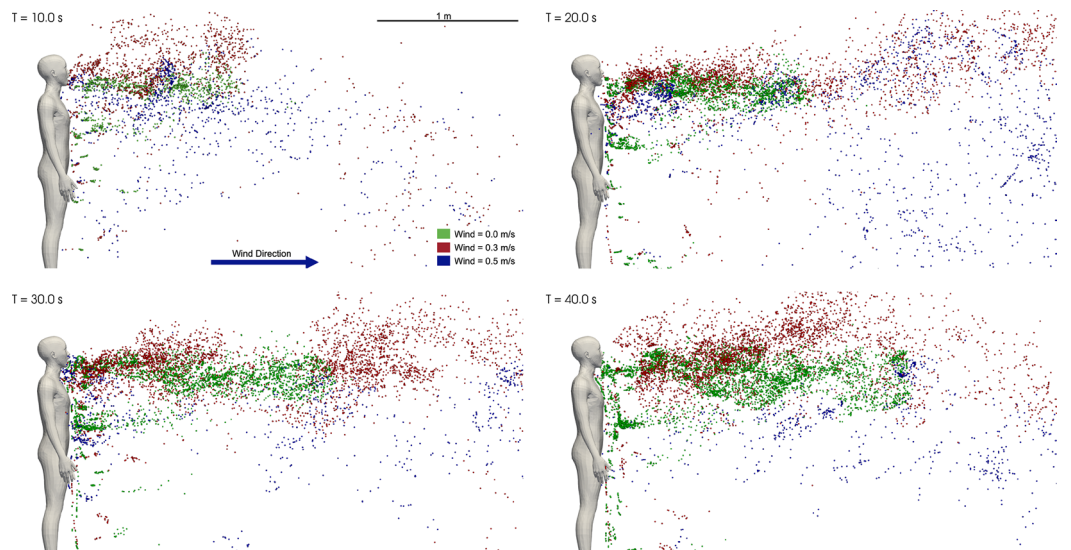 T = 10.0 s
1 m
T = 20.0 s
Wind = 0.0 m/s
Wind = 0.3 m/s
Wind = 0.5 m/s
Wind Direction
T = 30.0 s
T = 40.0 s